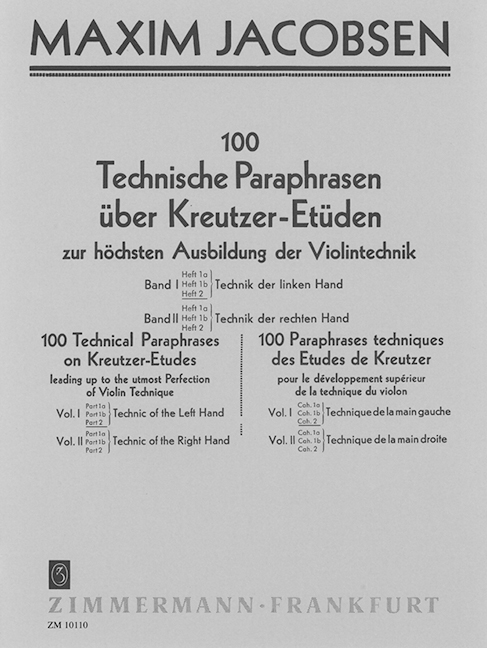 MAXIM JACOBSEN
100
Technische Paraphrasen
über Kreutzer-Etüden
zur höchsten Ausbildung der Violintechnik
Band I Heft 1a Heft 1b Heft 2 Technik der linken Hand
Band II Heft 1a Heft 1b Heft 2 Technik der rechten Hand
100 Technical Paraphrases
on Kreutzer-Etudes
leading up to the utmost Perfection
of Violin Technique
Vol. I Part 1a Part 1b Part 2 Technic of the Left Hand
Vol. II Part 1a Part 1b Part 2 Technic of the Right Hand
100 Paraphrases techniques
des Etudes de Kreutzer
pour le développement supérieur
de la technique du violon
Vol. I Cah. 1a Cah. 1b Cah. 2 Technique de la main gauche
Vol. II Cah. 1a Cah. 1b Cah. 2 Technique de la main droite
ZIMMERMANN · FRANKFURT
ZM 10110